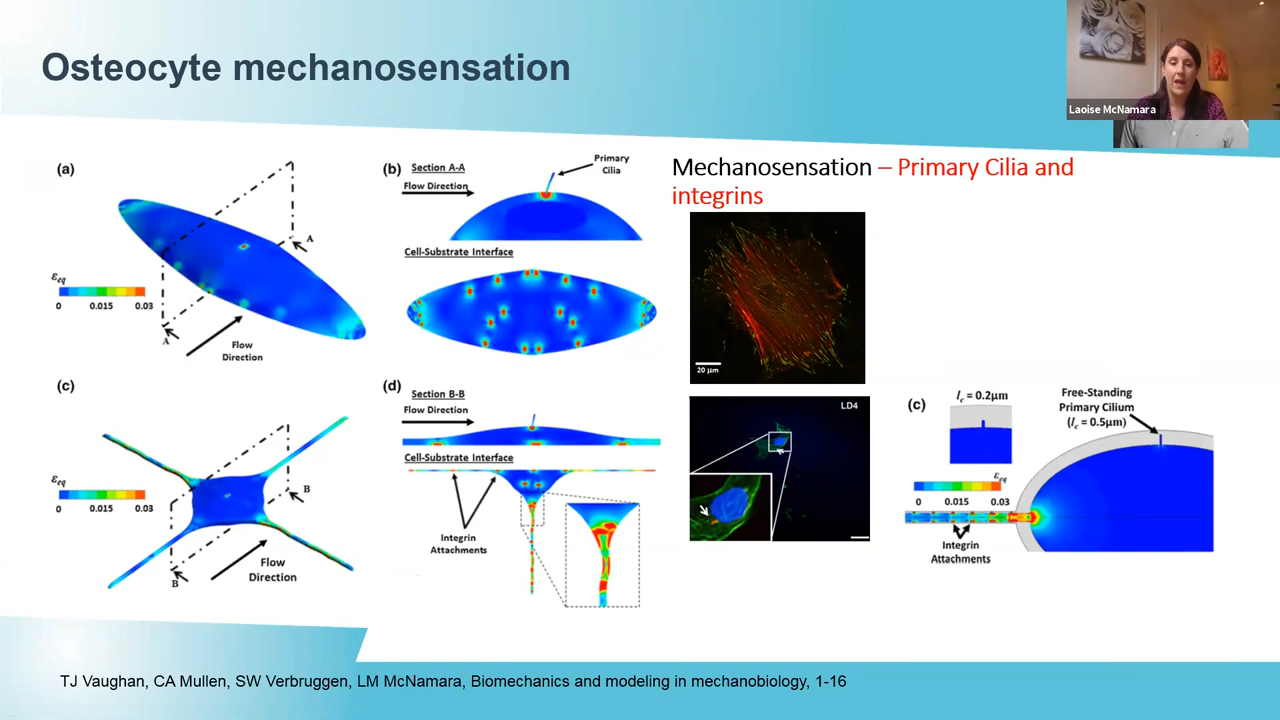 Osteocyte mechanosensation
Laoise McNamara
(a)
A
A
εeq
0 0.015 0.03
Flow
Direction
(b)
Section A-A
Flow Direction
Primary
Cilia
Cell-Substrate Interface
(c)
B
B
εeq
0 0.015 0.03
Flow
Direction
(d)
Section B-B
Flow Direction
Cell-Substrate Interface
Integrin
Attachments
Mechanosensation – Primary Cilia and
integrins
20 µm
LD4
(c)
lc = 0.2µm
Free-Standing
Primary Cilium
(lc = 0.5µm)
εeq
0 0.015 0.03
Integrin
Attachments
TJ Vaughan, CA Mullen, SW Verbruggen, LM McNamara, Biomechanics and modeling in mechanobiology, 1-16